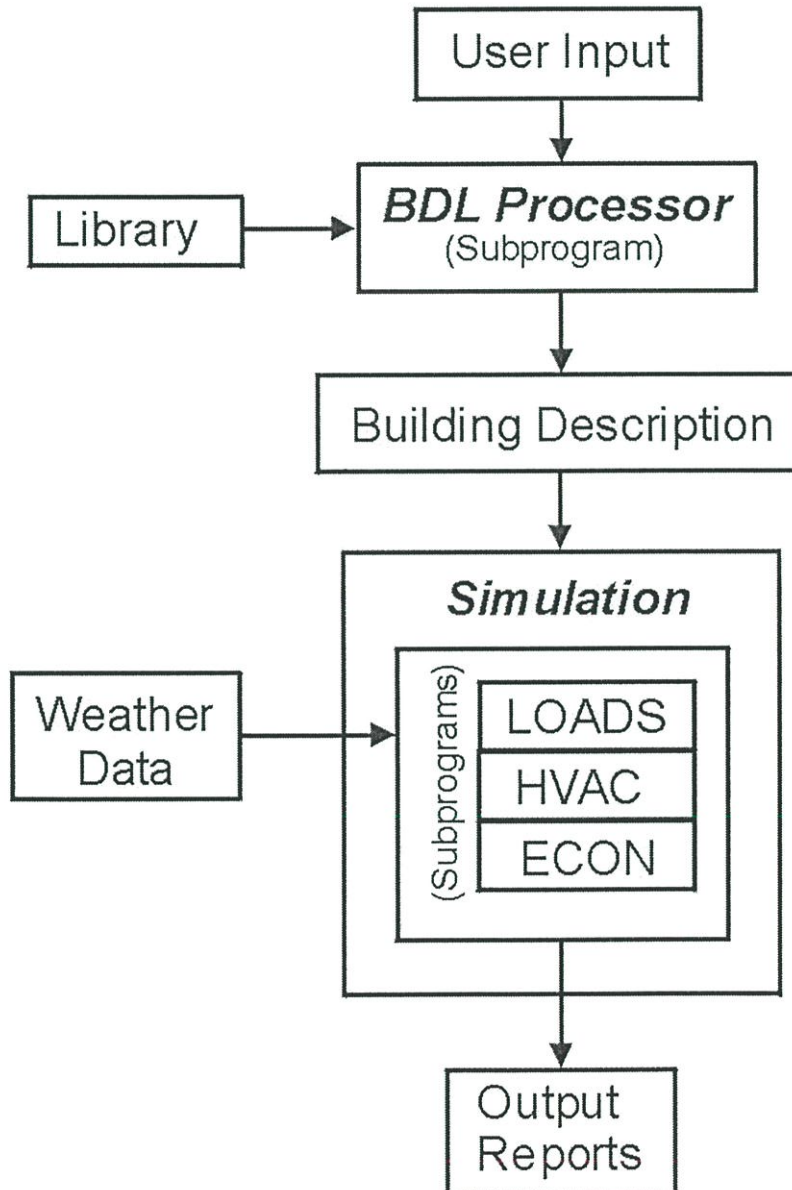 User Input
BDL Processor
(Subprogram)
Library
Building Description
Simulation
Weather
Data
(Subprograms)
LOADS
HVAC
ECON
Output
Reports